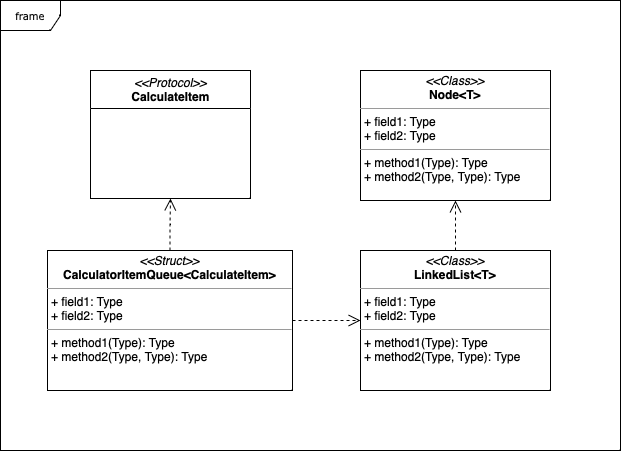 frame
<<Protocol>>
CalculateItem
<<Class>>
Node<T>
+ field1: Type
+ field2: Type
+ method1(Type): Type
+ method2(Type, Type): Type
<<Struct>>
CalculatorItemQueue<CalculateItem>
+ field1: Type
+ field2: Type
+ method1(Type): Type
+ method2(Type, Type): Type
<<Class>>
LinkedList<T>
+ field1: Type
+ field2: Type
+ method1(Type): Type
+ method2(Type, Type): Type